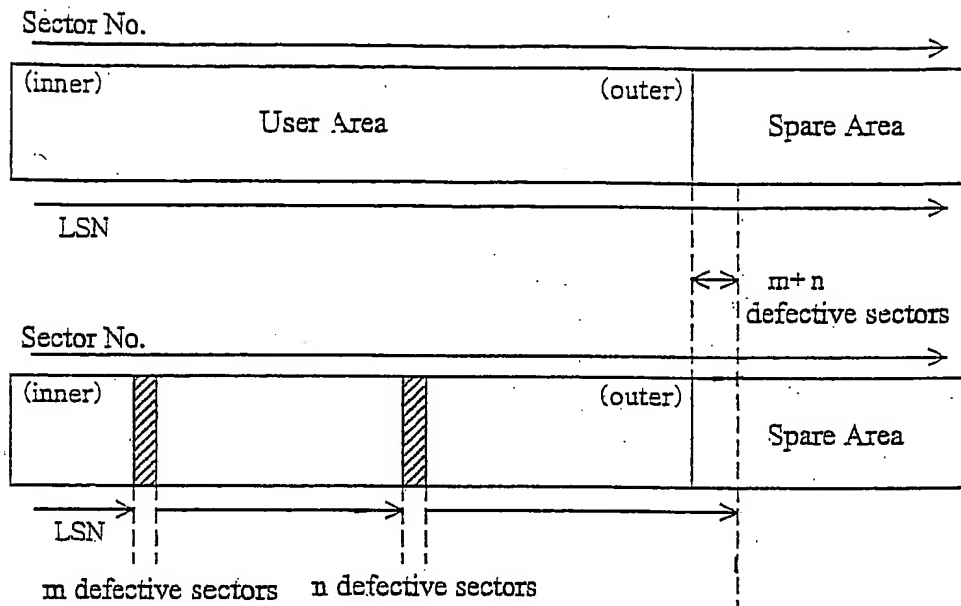 Sector No.
(inner)
(outer)
User Area
Spare Area
LSN
m+n
defective sectors
Sector No.
(inner)
(outer)
Spare Area
LSN
m defective sectors
n defective sectors